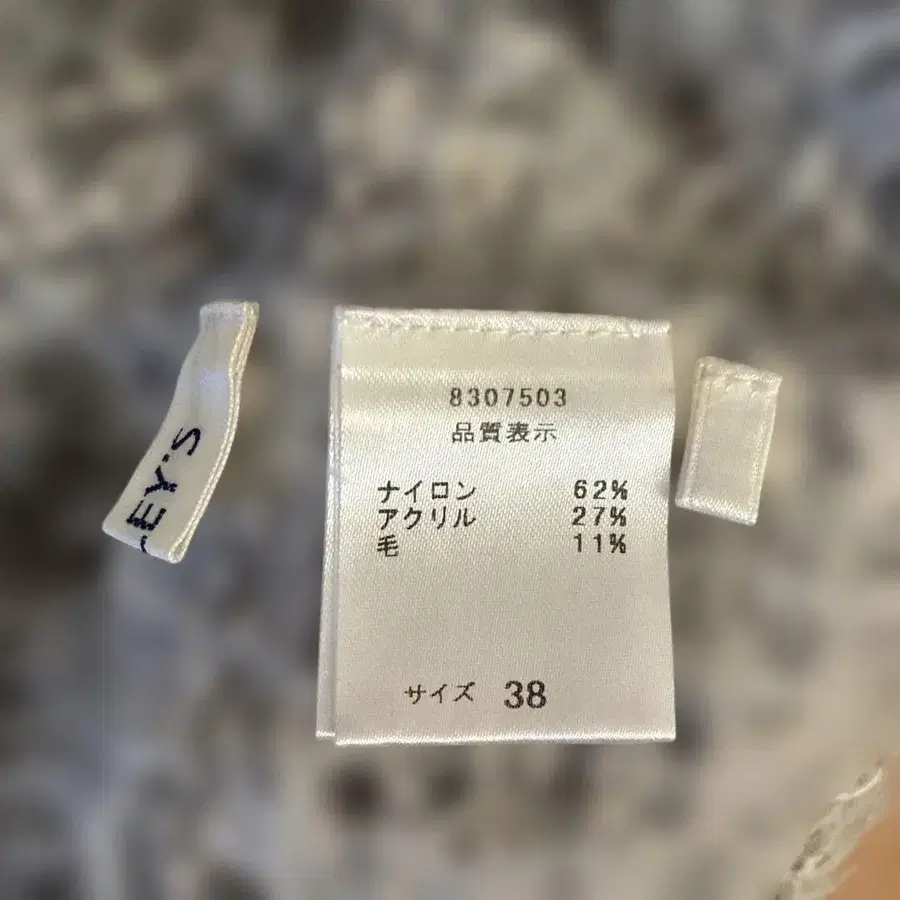 EY'S
8307503
品質表示
ナイロン 62%
アクリル 27%
毛 11%
サイズ 38